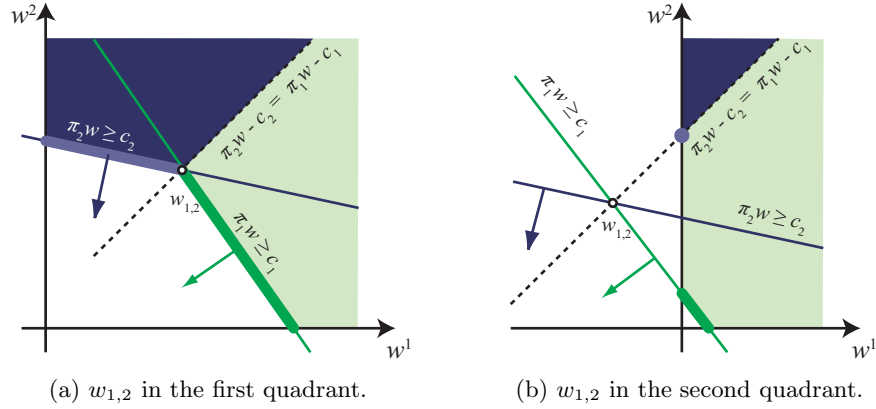 w²
π₂w - c₂ = π₁w - c₁
π₂w ≥ c₂
w₁,₂
π₁w ≥ c₁
w¹
(a) w₁,₂ in the first quadrant.
w²
π₁w ≥ c₁
π₂w - c₂ = π₁w - c₁
w₁,₂
π₂w ≥ c₂
w¹
(b) w₁,₂ in the second quadrant.